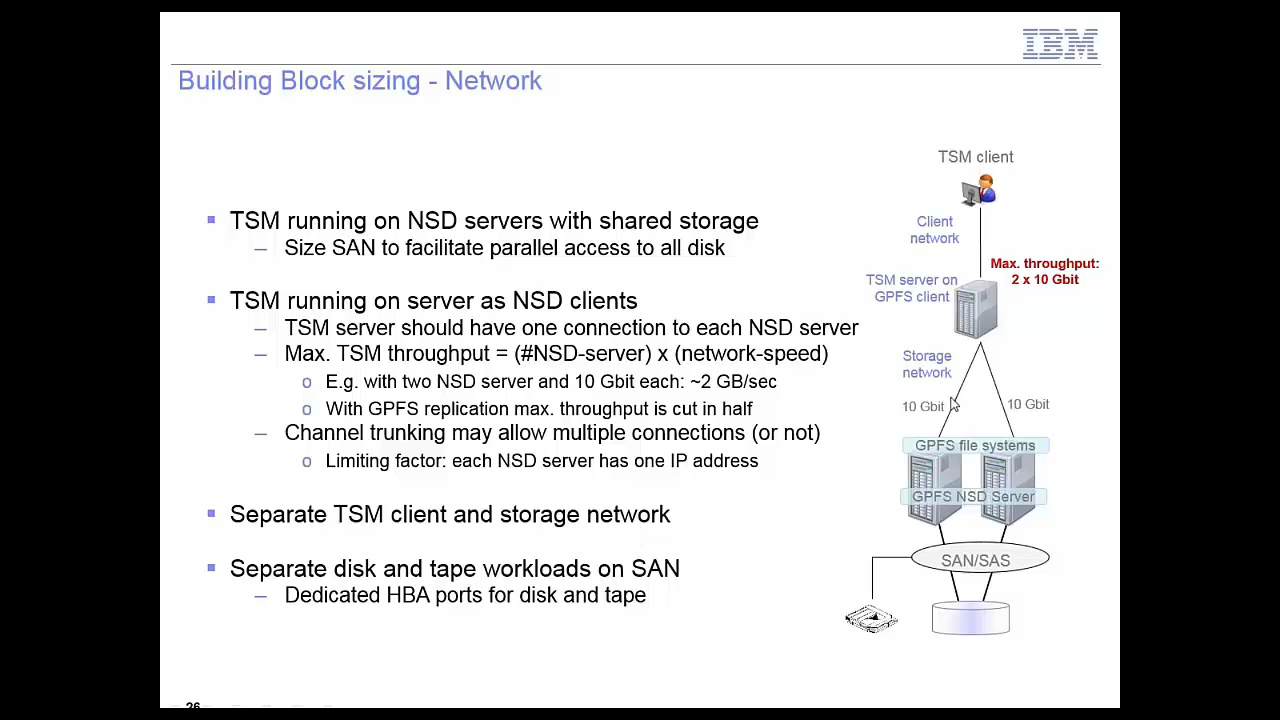 IBM
Building Block sizing - Network
TSM running on NSD servers with shared storage
– Size SAN to facilitate parallel access to all disk
TSM running on server as NSD clients
– TSM server should have one connection to each NSD server
– Max. TSM throughput = (#NSD-server) x (network-speed)
o E.g. with two NSD server and 10 Gbit each: ~2 GB/sec
o With GPFS replication max. throughput is cut in half
– Channel trunking may allow multiple connections (or not)
o Limiting factor: each NSD server has one IP address
Separate TSM client and storage network
Separate disk and tape workloads on SAN
– Dedicated HBA ports for disk and tape
TSM client
Client
network
Max. throughput:
2 x 10 Gbit
TSM server on
GPFS client
Storage
network
10 Gbit
10 Gbit
GPFS file systems
GPFS NSD Server
SAN/SAS
26